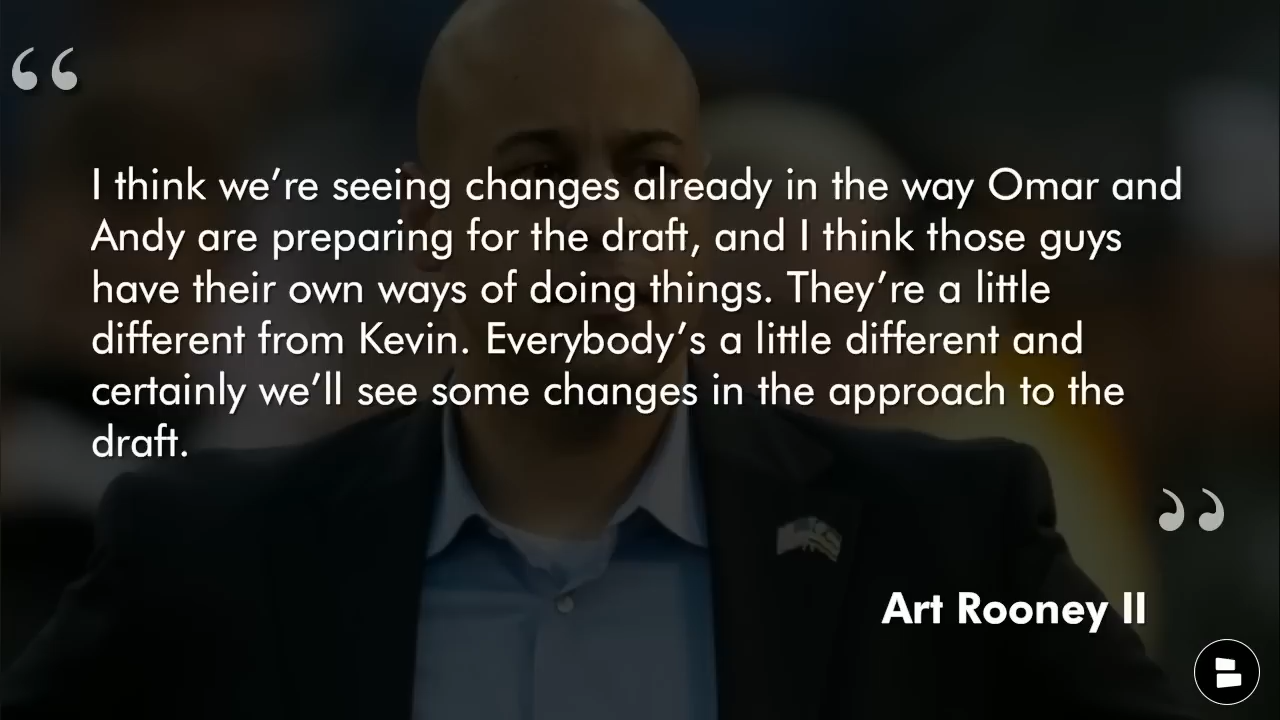 “
I think we’re seeing changes already in the way Omar and
Andy are preparing for the draft, and I think those guys
have their own ways of doing things. They’re a little
different from Kevin. Everybody’s a little different and
certainly we’ll see some changes in the approach to the
draft.
”
Art Rooney II